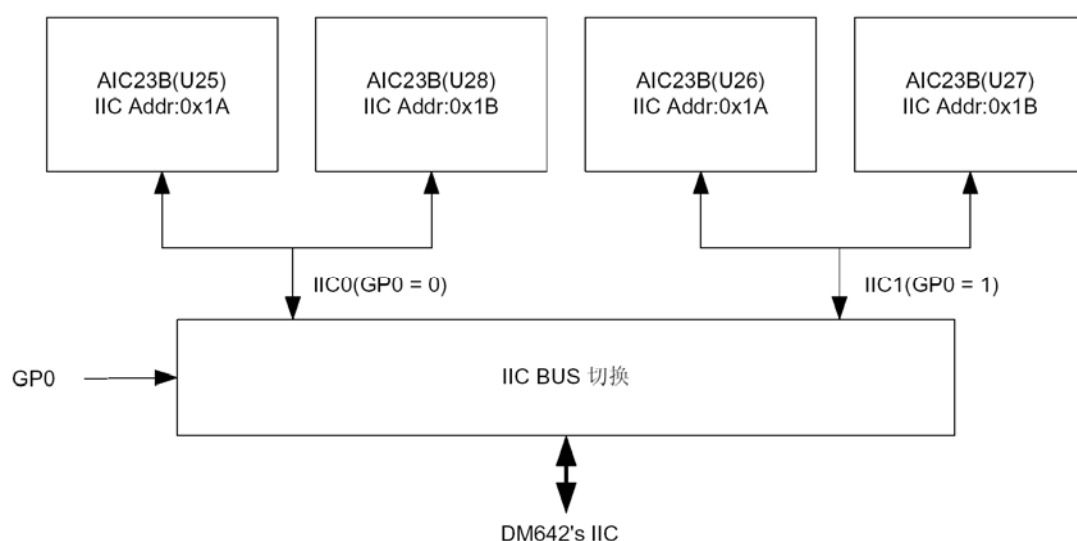 AIC23B(U25)
IIC Addr:0x1A
AIC23B(U28)
IIC Addr:0x1B
AIC23B(U26)
IIC Addr:0x1A
AIC23B(U27)
IIC Addr:0x1B
IIC0(GP0 = 0)
IIC1(GP0 = 1)
GP0
IIC BUS 切换
DM642's IIC